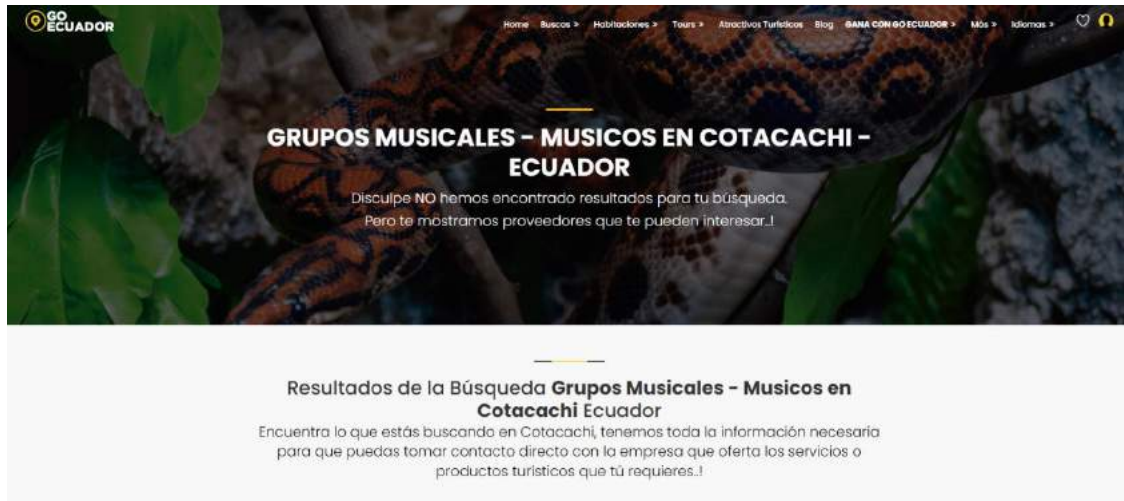 GO
ECUADOR
Home Buscos > Habitaciones > Tours > Atractivos Turísticos Blog GANA CON GO ECUADOR > Más > Idiomas >
GRUPOS MUSICALES - MUSICOS EN COTACACHI -
ECUADOR
Disculpe NO hemos encontrado resultados para tu búsqueda.
Pero te mostramos proveedores que te pueden interesar..!
Resultados de la Búsqueda Grupos Musicales - Musicos en
Cotacachi Ecuador
Encuentra lo que estás buscando en Cotacachi, tenemos toda la información necesaria
para que puedas tomar contacto directo con la empresa que oferta los servicios o
productos turísticos que tú requieres..!